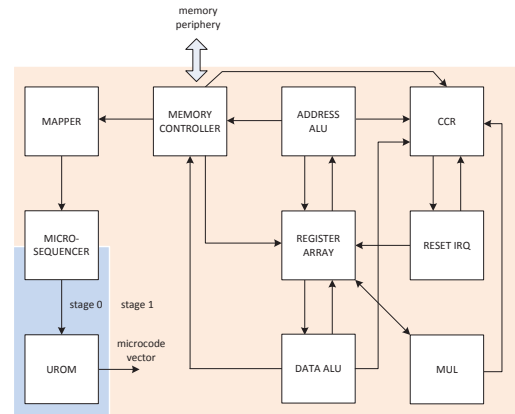 memory
periphery
MAPPER
MEMORY
CONTROLLER
ADDRESS
ALU
CCR
MICRO-
SEQUENCER
REGISTER
ARRAY
RESET IRQ
stage 0
stage 1
UROM
microcode
vector
DATA ALU
MUL